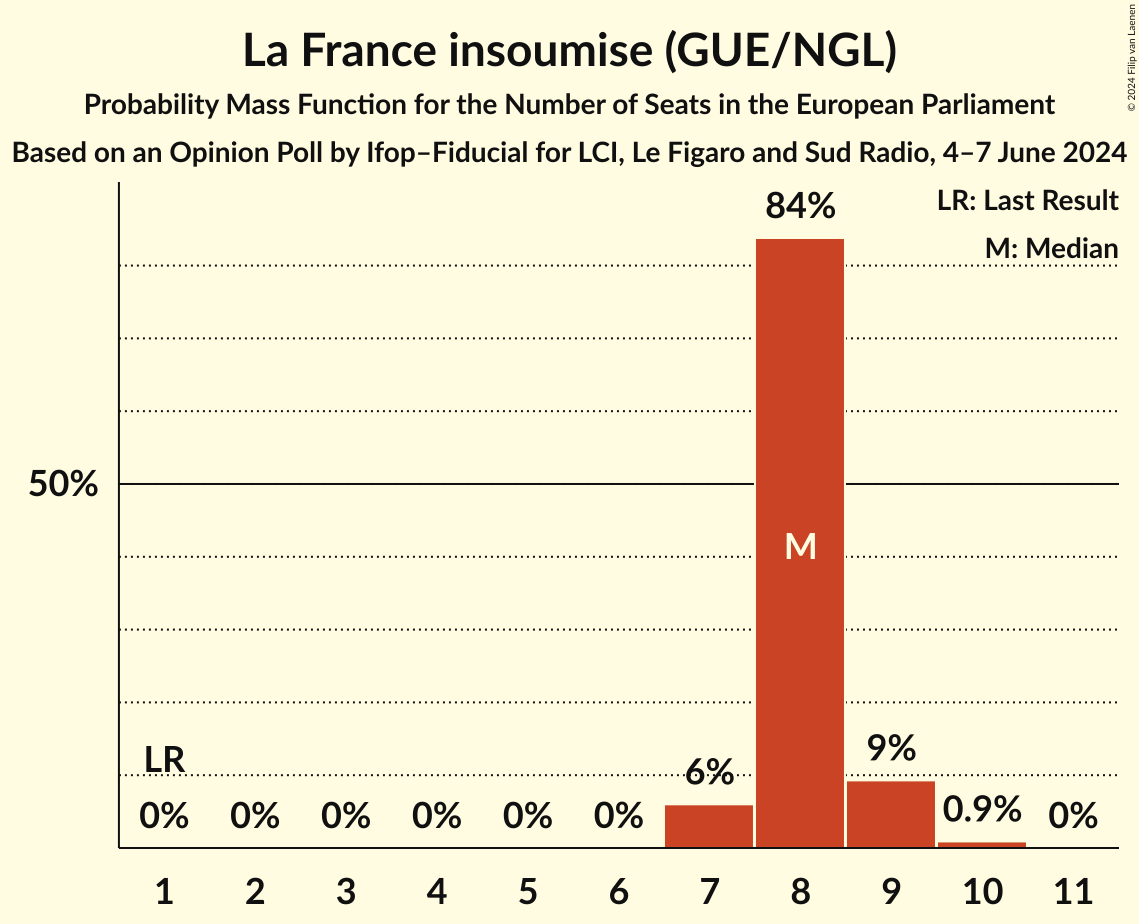 La France insoumise (GUE/NGL)
Probability Mass Function for the Number of Seats in the European Parliament
Based on an Opinion Poll by Ifop–Fiducial for LCI, Le Figaro and Sud Radio, 4–7 June 2024
© 2024 Filip van Laenen
LR: Last Result
M: Median
84%
50%
M
LR
0% 0% 0% 0% 0% 0% 6% 9% 0.9% 0%
1 2 3 4 5 6 7 8 9 10 11